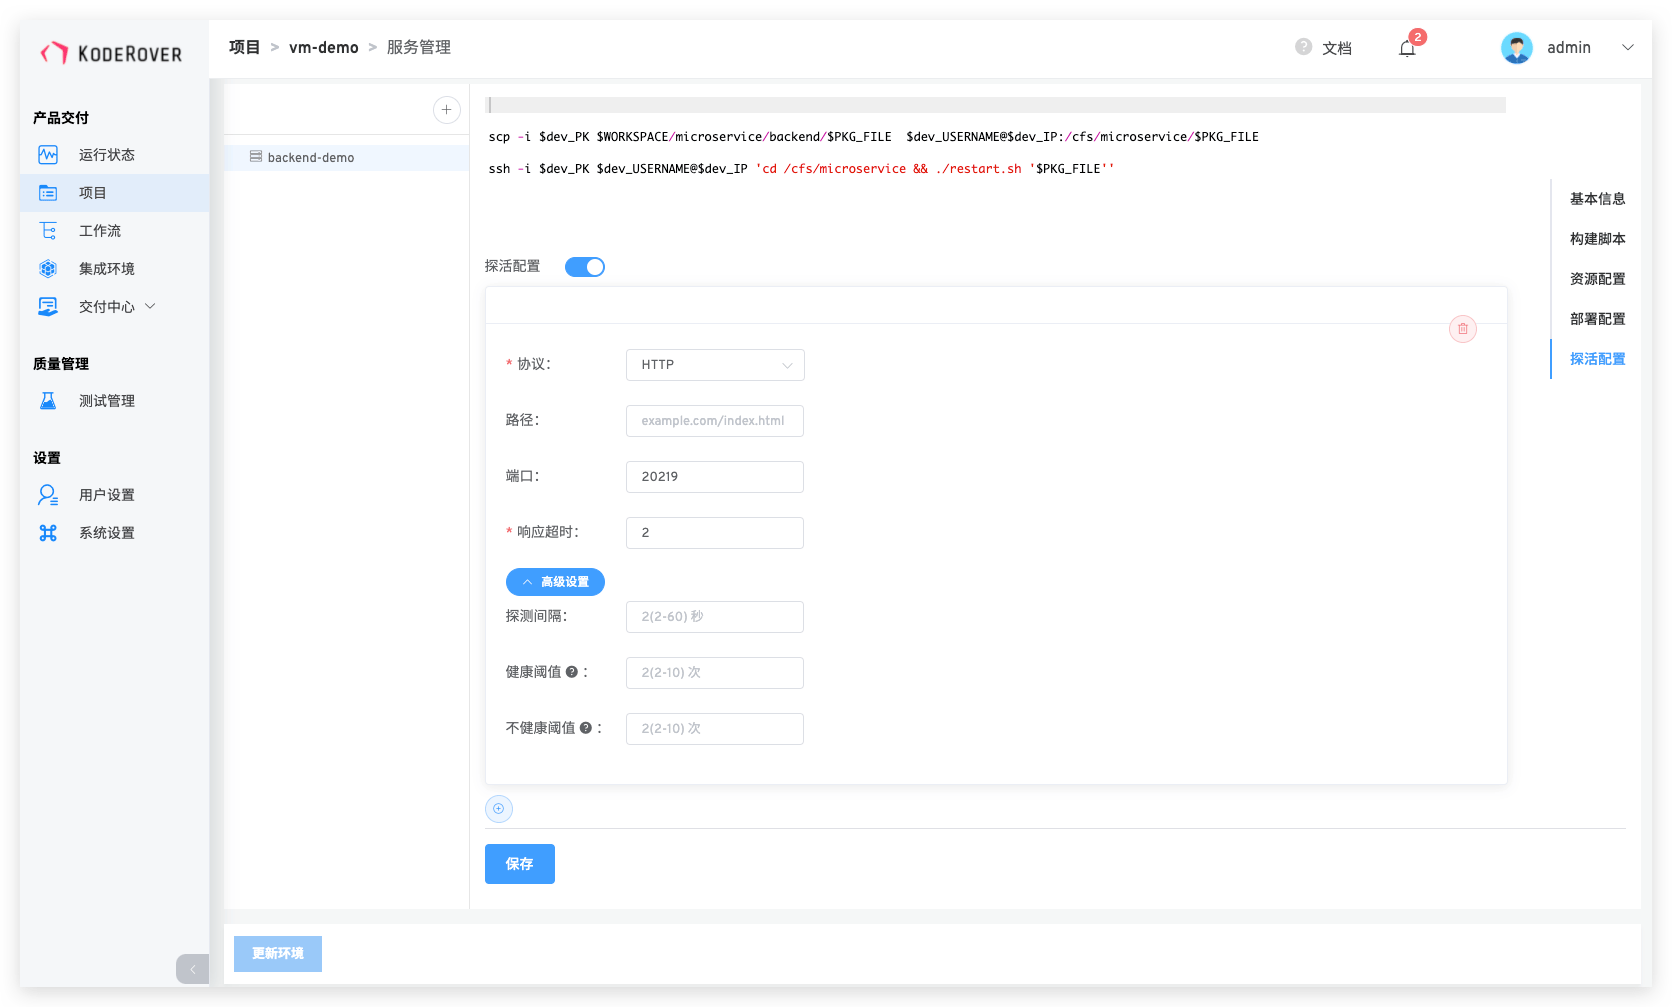 KODEROVER
项目 > vm-demo > 服务管理
? 文档
2
admin
产品交付
运行状态
项目
工作流
集成环境
交付中心
质量管理
测试管理
设置
用户设置
系统设置
backend-demo
scp -i $dev_PK $WORKSPACE/microservice/backend/$PKG_FILE  $dev_USERNAME@$dev_IP:/cfs/microservice/$PKG_FILE
ssh -i $dev_PK $dev_USERNAME@$dev_IP 'cd /cfs/microservice && ./restart.sh '$PKG_FILE''
基本信息
构建脚本
资源配置
部署配置
探活配置
探活配置
* 协议: HTTP
路径: example.com/index.html
端口: 20219
* 响应超时: 2
高级设置
探测间隔: 2(2-60) 秒
健康阈值 ? : 2(2-10) 次
不健康阈值 ? : 2(2-10) 次
保存
更新环境